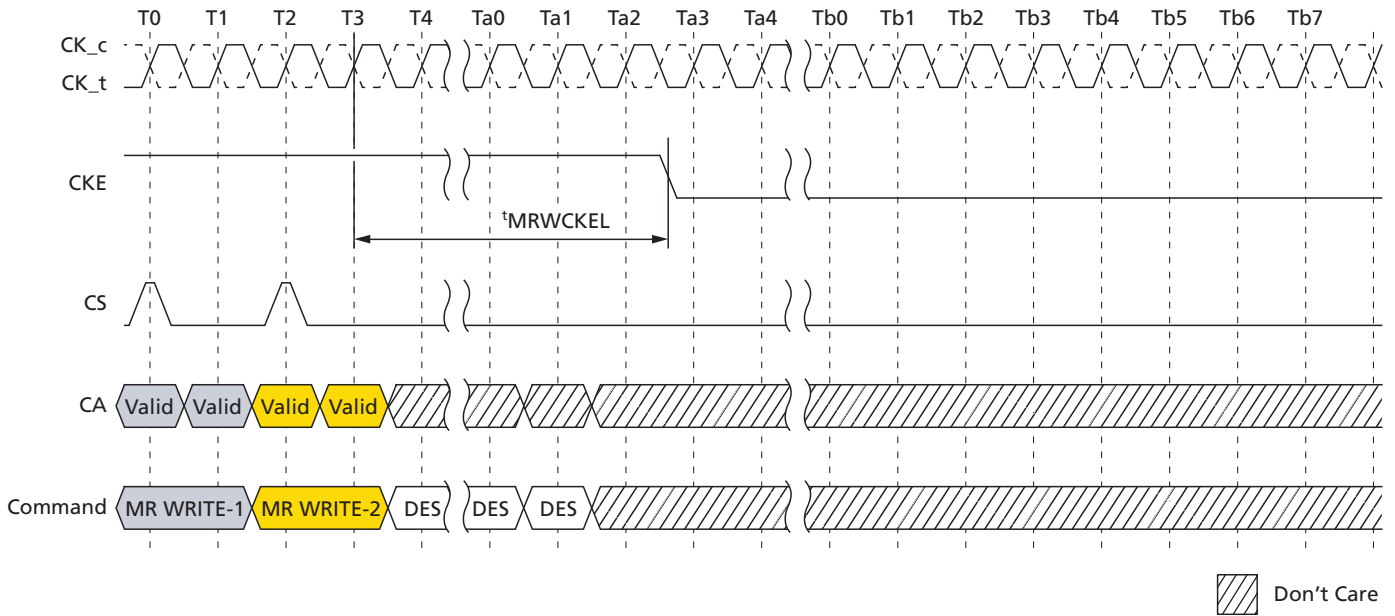 T0 T1 T2 T3 T4 Ta0 Ta1 Ta2 Ta3 Ta4 Tb0 Tb1 Tb2 Tb3 Tb4 Tb5 Tb6 Tb7
CK_c
CK_t
CKE
tMRWCKEL
CS
CA Valid Valid Valid Valid
Command MR WRITE-1 MR WRITE-2 DES DES DES
Don't Care